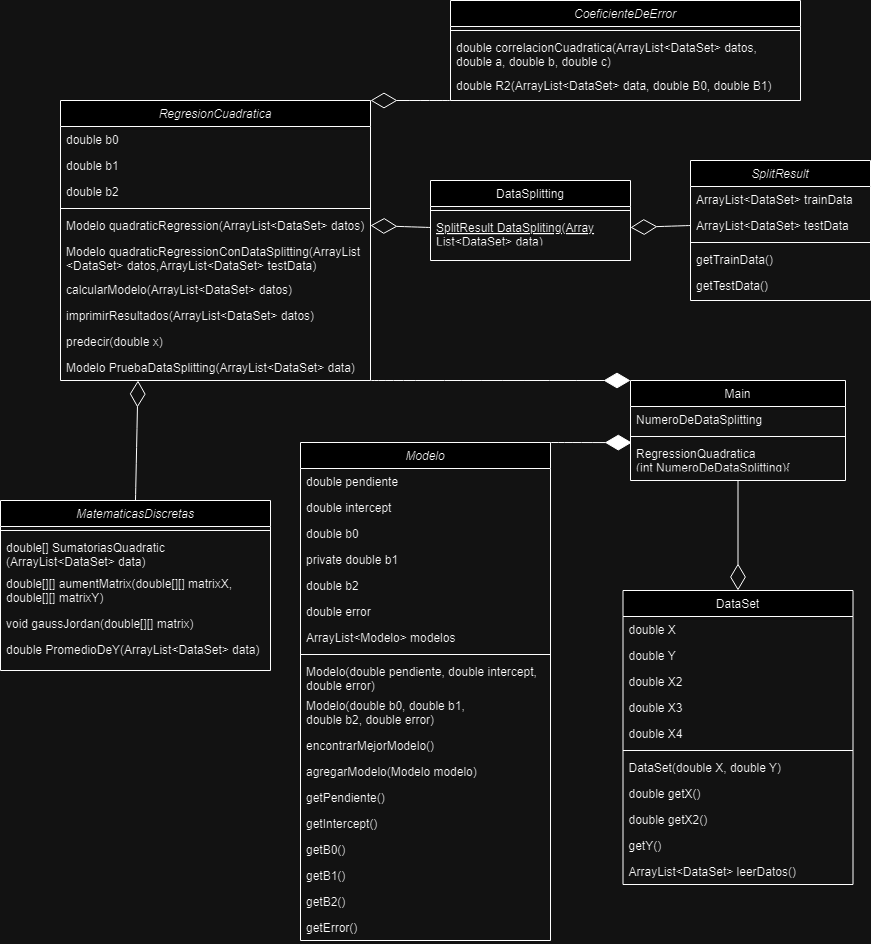 CoeficienteDeError
double correlacionCuadratica(ArrayList<DataSet> datos,
double a, double b, double c)
double R2(ArrayList<DataSet> data, double B0, double B1)
RegresionCuadratica
double b0
double b1
double b2
Modelo quadraticRegression(ArrayList<DataSet> datos)
Modelo quadraticRegressionConDataSplitting(ArrayList
<DataSet> datos,ArrayList<DataSet> testData)
calcularModelo(ArrayList<DataSet> datos)
imprimirResultados(ArrayList<DataSet> datos)
predecir(double x)
Modelo PruebaDataSplitting(ArrayList<DataSet> data)
DataSplitting
SplitResult DataSpliting(Array
List<DataSet> data)
SplitResult
ArrayList<DataSet> trainData
ArrayList<DataSet> testData
getTrainData()
getTestData()
Main
NumeroDeDataSplitting
RegressionQuadratica
(int NumeroDeDataSplitting){
Modelo
double pendiente
double intercept
double b0
private double b1
double b2
double error
ArrayList<Modelo> modelos
Modelo(double pendiente, double intercept,
double error)
Modelo(double b0, double b1,
double b2, double error)
encontrarMejorModelo()
agregarModelo(Modelo modelo)
getPendiente()
getIntercept()
getB0()
getB1()
getB2()
getError()
MatematicasDiscretas
double[] SumatoriasQuadratic
(ArrayList<DataSet> data)
double[][] aumentMatrix(double[][] matrixX,
double[][] matrixY)
void gaussJordan(double[][] matrix)
double PromedioDeY(ArrayList<DataSet> data)
DataSet
double X
double Y
double X2
double X3
double X4
DataSet(double X, double Y)
double getX()
double getX2()
getY()
ArrayList<DataSet> leerDatos()